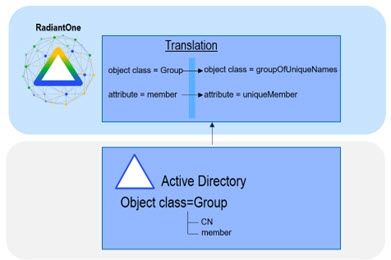 RadiantOne
Translation
object class = Group
object class = groupOfUniqueNames
attribute = member
attribute = uniqueMember
Active Directory
Object class=Group
CN
member